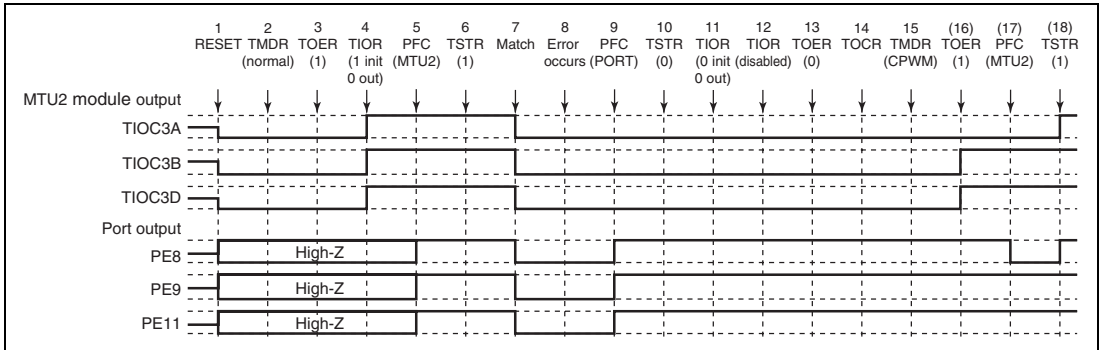 1 2 3 4 5 6 7 8 9 10 11 12 13 14 15 (16) (17) (18)
RESET TMDR TOER TIOR PFC TSTR Match Error PFC TSTR TIOR TIOR TOER TOCR TMDR TOER PFC TSTR
(normal) (1) (1 init (MTU2) (1) occurs (PORT) (0) (0 init (disabled) (0) (CPWM) (1) (MTU2) (1)
0 out) 0 out)
MTU2 module output
TIOC3A
TIOC3B
TIOC3D
Port output
PE8 High-Z
PE9 High-Z
PE11 High-Z